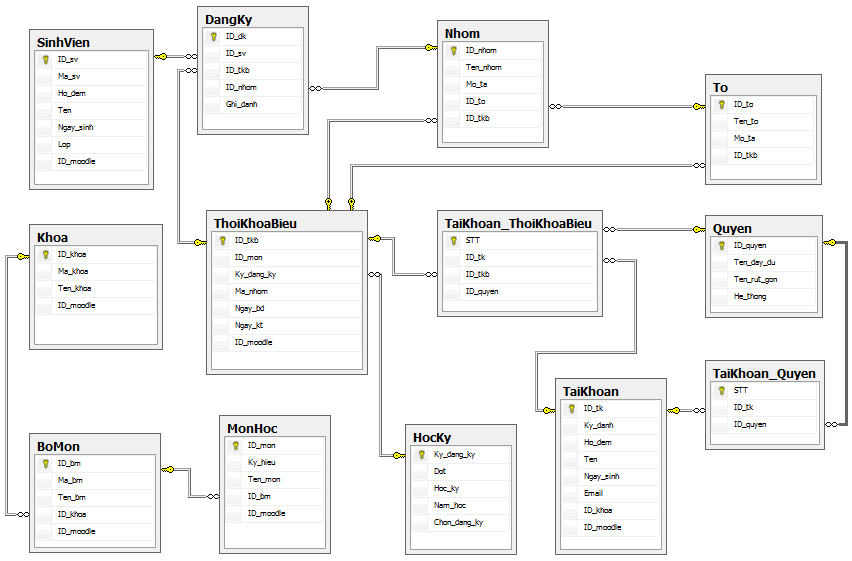 SinhVien
ID_sv
Ma_sv
Ho_dem
Ten
Ngay_sinh
Lop
ID_moodle
DangKy
ID_dk
ID_sv
ID_tkb
ID_nhom
Ghi_danh
Nhom
ID_nhom
Ten_nhom
Mo_ta
ID_to
ID_tkb
To
ID_to
Ten_to
Mo_ta
ID_tkb
Khoa
ID_khoa
Ma_khoa
Ten_khoa
ID_moodle
ThoiKhoaBieu
ID_tkb
ID_mon
Ky_dang_ky
Ma_nhom
Ngay_bd
Ngay_kt
ID_moodle
TaiKhoan_ThoiKhoaBieu
STT
ID_tk
ID_tkb
ID_quyen
Quyen
ID_quyen
Ten_day_du
Ten_rut_gon
He_thong
BoMon
ID_bm
Ma_bm
Ten_bm
ID_khoa
ID_moodle
MonHoc
ID_mon
Ky_hieu
Ten_mon
ID_bm
ID_moodle
HocKy
Ky_dang_ky
Dot
Hoc_ky
Nam_hoc
Chon_dang_ky
TaiKhoan
ID_tk
Ky_danh
Ho_dem
Ten
Ngay_sinh
Email
ID_khoa
ID_moodle
TaiKhoan_Quyen
STT
ID_tk
ID_quyen